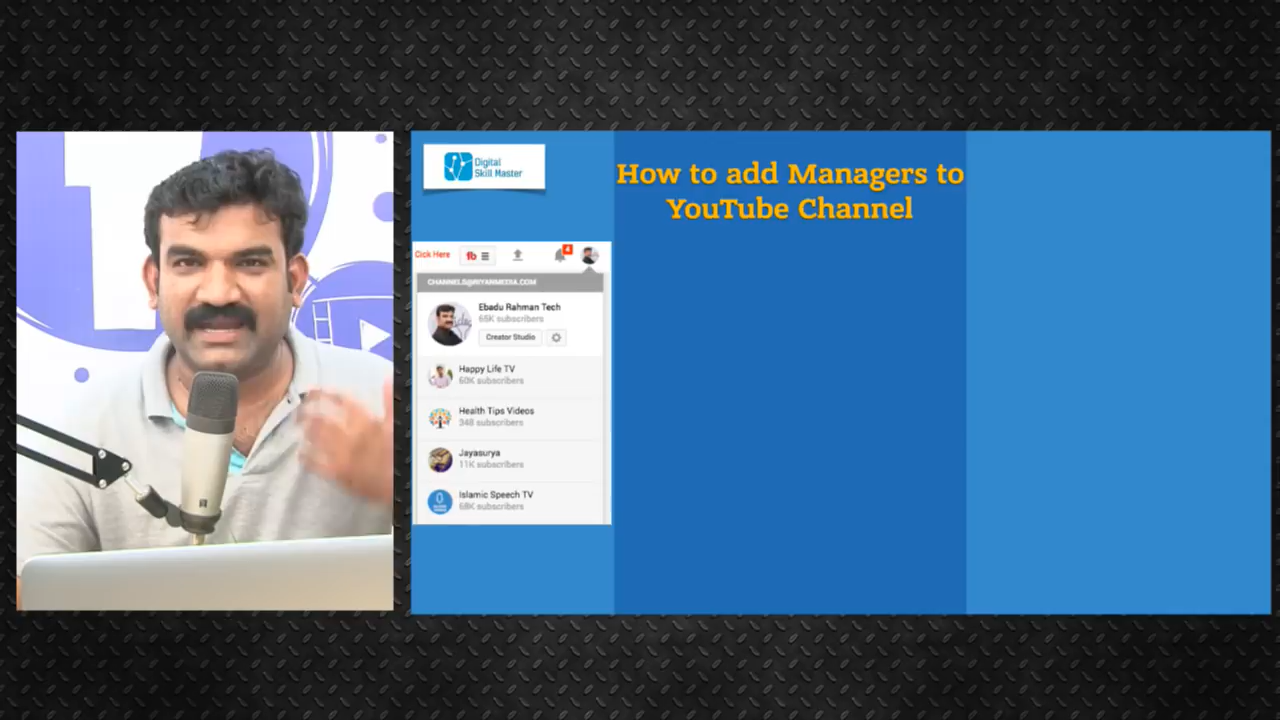 Digital
Skill Master
How to add Managers to
YouTube Channel
Click Here
4
CHANNELS@RIYANMEERA.COM
Ebadu Rahman Tech
65K subscribers
Creator Studio
Happy Life TV
60K subscribers
Health Tips Videos
348 subscribers
Jayasurya
11K subscribers
Islamic Speech TV
68K subscribers